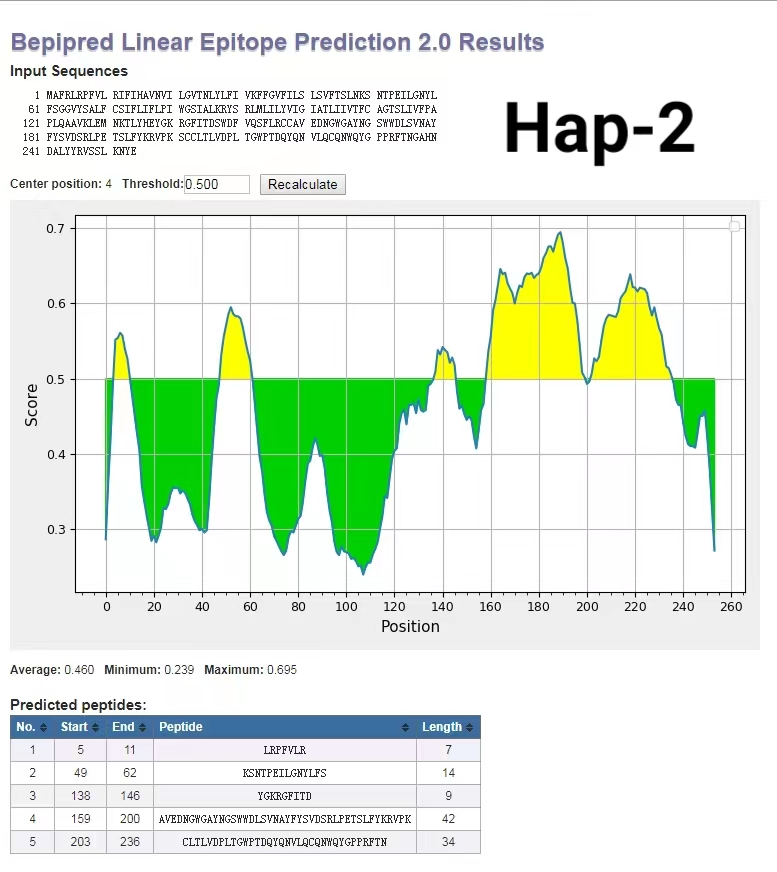 Bepipred Linear Epitope Prediction 2.0 Results
Input Sequences
1 MAFRLRPFVL RIFIHAVNVI LGVTNLYLFI VKFFGVFILS LSVFTSLNKS NTPEILGNYL
61 FSGGVYSALF CSIFLIFLPI WGSIALKRYS RLMLILYVIG IATLIIVTFC AGTSLIVFPA
121 PLQAAVKLEM NKTLYHEYGK RGFITDSWDF VQSFLRCCAV EDNGWGAYNG SWWDLSVNAY
181 FYSVDSRLPE TSLFYKRVPK SCCLTLVDPL TGWPTDQYQN VLQCQNWQYG PPRFTNGAHN
241 DALYYRVSSL KNYE
Hap-2
Center position: 4 Threshold: 0.500 Recalculate
0.7
0.6
0.5
0.4
0.3
Score
0 20 40 60 80 100 120 140 160 180 200 220 240 260
Position
Average: 0.460 Minimum: 0.239 Maximum: 0.695
Predicted peptides:
No. Start End Peptide Length
1 5 11 LRPFVLR 7
2 49 62 KSNTPEILGNYLFS 14
3 138 146 YGKRGFITD 9
4 159 200 AVEDNGWGAYNGSWWDLSVNAYFYSVDSRLPETSLFYKRVPK 42
5 203 236 CLTLVDPLTGWPTDQYQNVLQCQNWQYGPPRFTN 34